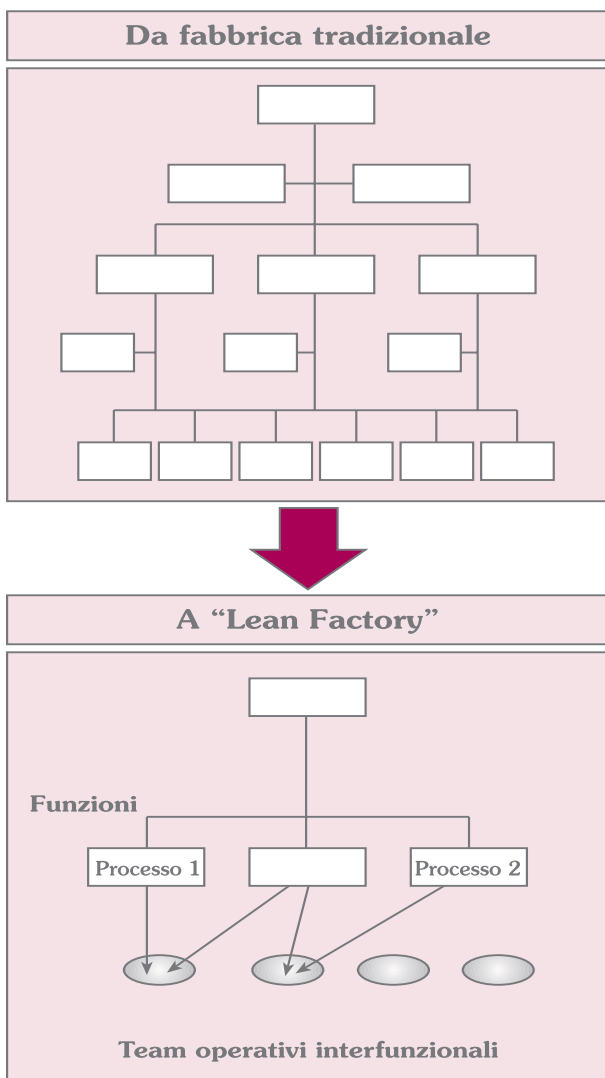 Da fabbrica tradizionale
A “Lean Factory”
Funzioni
Processo 1
Processo 2
Team operativi interfunzionali